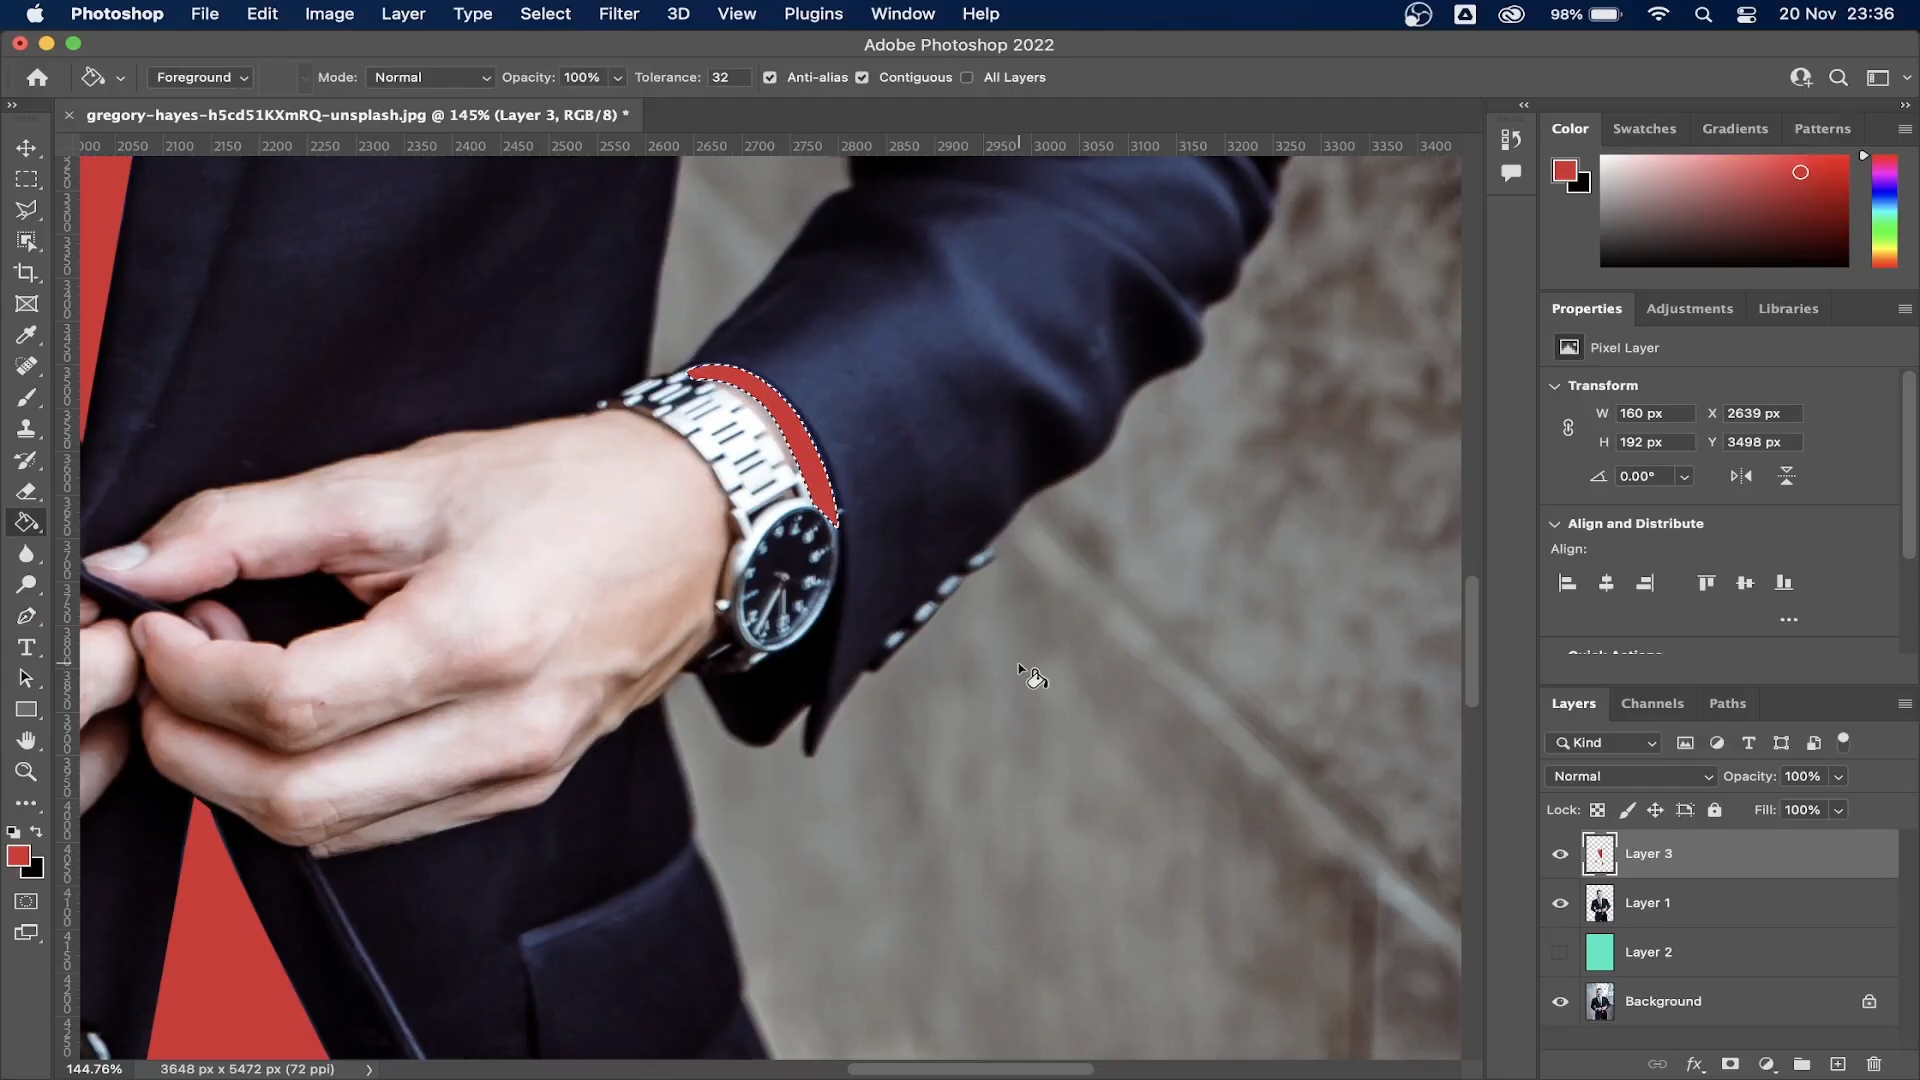 Photoshop File Edit Image Layer Type Select Filter 3D View Plugins Window Help 98% 20 Nov 23:36
Adobe Photoshop 2022
Foreground Mode: Normal Opacity: 100% Tolerance: 32 Anti-alias Contiguous All Layers
× gregory-hayes-h5cd51KXmRQ-unsplash.jpg @ 145% (Layer 3, RGB/8) *
000 2050 2100 2150 2200 2250 2300 2350 2400 2450 2500 2550 2600 2650 2700 2750 2800 2850 2900 2950 3000 3050 3100 3150 3200 3250 3300 3350 3400
Color Swatches Gradients Patterns
Properties Adjustments Libraries
Pixel Layer
Transform
W 160 px X 2639 px
H 192 px Y 3498 px
0.00°
Align and Distribute
Align:
Quick Actions
Layers Channels Paths
Kind
Normal Opacity: 100%
Lock: Fill: 100%
Layer 3
Layer 1
Layer 2
Background
144.76% 3648 px x 5472 px (72 ppi)